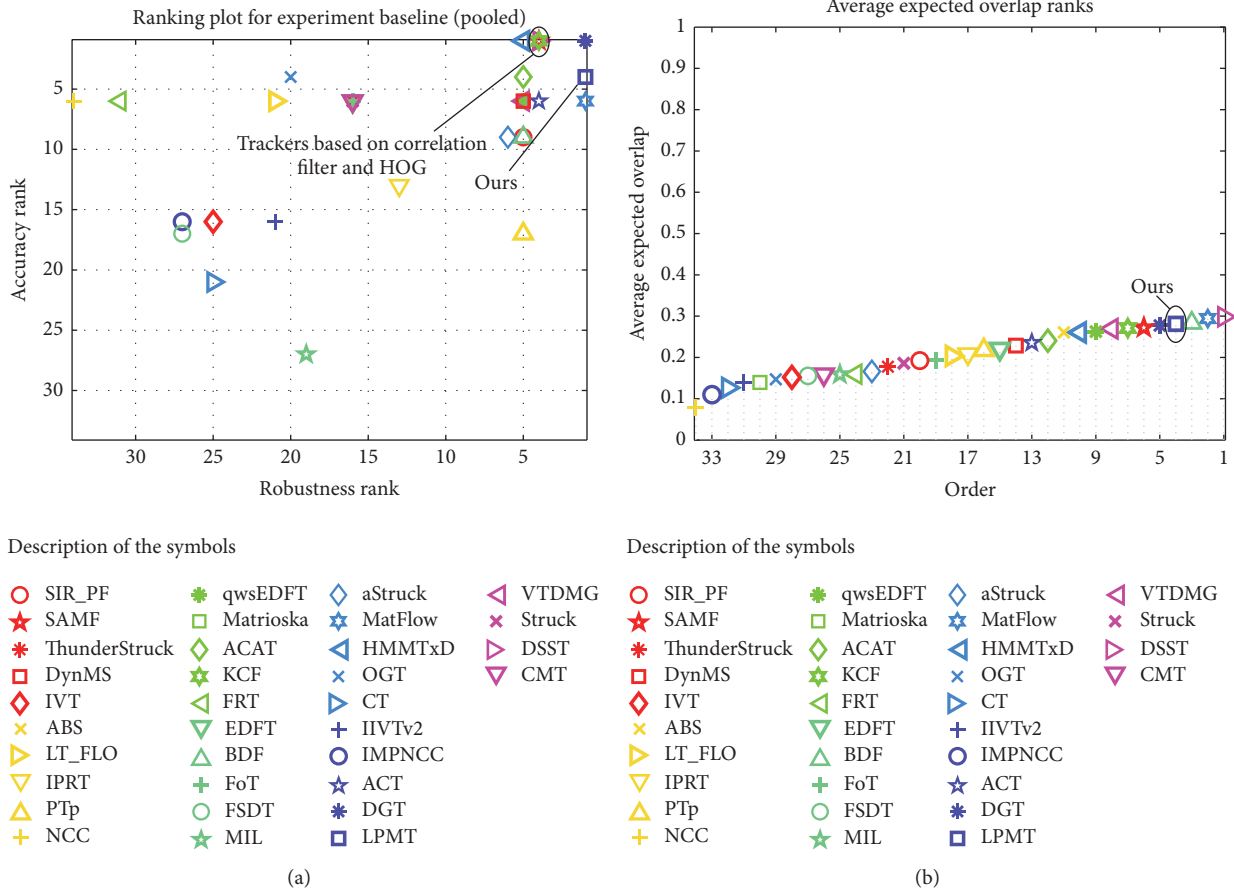 Ranking plot for experiment baseline (pooled)
Accuracy rank
5
10
15
20
25
30
Trackers based on correlation
filter and HOG
Ours
30
25
20
15
10
5
Robustness rank
Average expected overlap ranks
Average expected overlap
1
0.9
0.8
0.7
0.6
0.5
0.4
0.3
0.2
0.1
0
Ours
33
29
25
21
17
13
9
5
1
Order
Description of the symbols
SIR_PF
SAMF
ThunderStruck
DynMS
IVT
ABS
LT_FLO
IPRT
PTp
NCC
qwsEDFT
Matrioska
ACAT
KCF
FRT
EDFT
BDF
FoT
FSDT
MIL
aStruck
MatFlow
HMMTxD
OGT
CT
IIVTv2
IMPNCC
ACT
DGT
LPMT
VTDMG
Struck
DSST
CMT
(a)
Description of the symbols
SIR_PF
SAMF
ThunderStruck
DynMS
IVT
ABS
LT_FLO
IPRT
PTp
NCC
qwsEDFT
Matrioska
ACAT
KCF
FRT
EDFT
BDF
FoT
FSDT
MIL
aStruck
MatFlow
HMMTxD
OGT
CT
IIVTv2
IMPNCC
ACT
DGT
LPMT
VTDMG
Struck
DSST
CMT
(b)